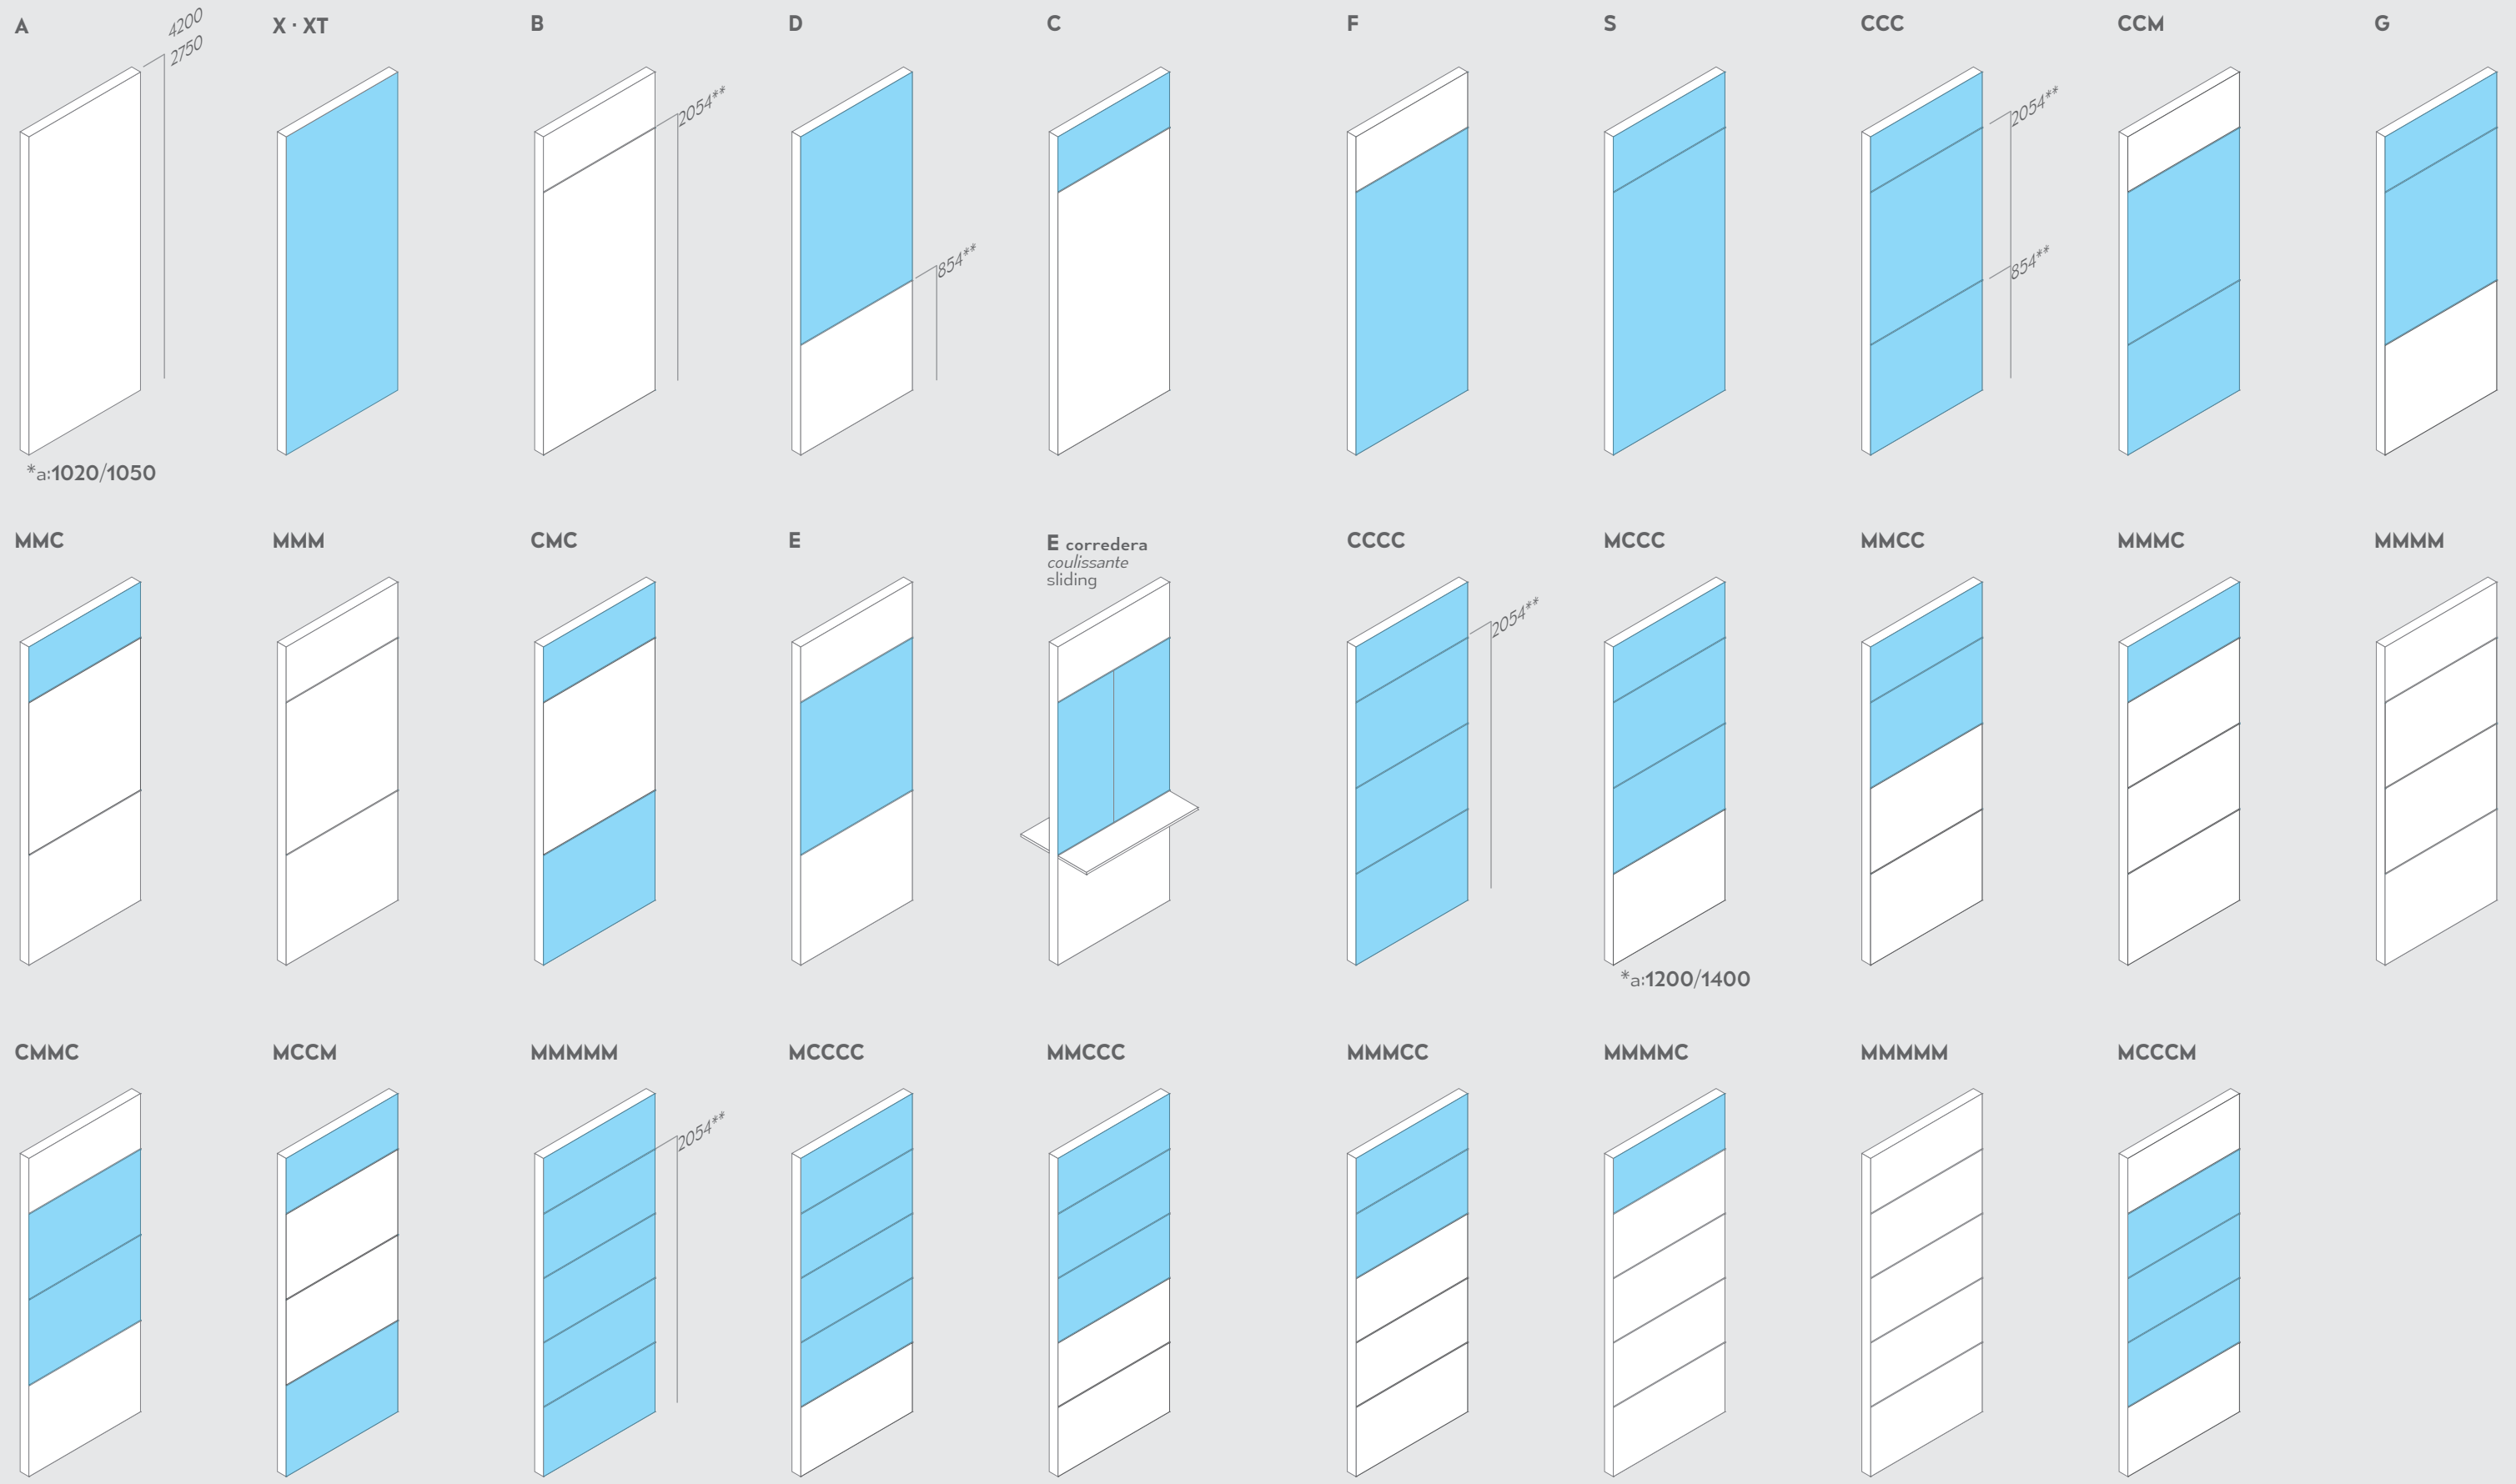 A
4200
2750
X · XT
B
2054**
D
854**
C
F
S
CCC
2054**
854**
CCM
G
*a:1020/1050
MMC
MMM
CMC
E
E corredera
coulissante
sliding
CCCC
2054**
MCCC
MMCC
MMMC
MMMM
*a:1200/1400
CMMC
MCCM
MMMMM
2054**
MCCCC
MMCCC
MMMCC
MMMMC
MMMMM
MCCCM